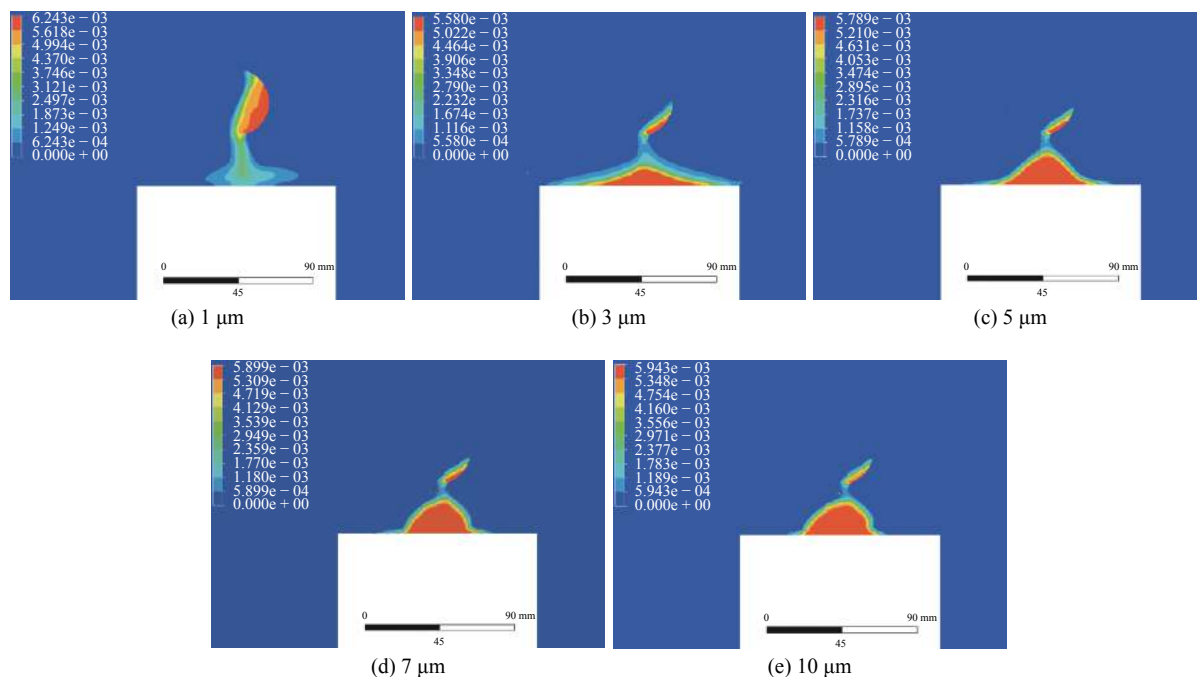 6.243e − 03
5.618e − 03
4.994e − 03
4.370e − 03
3.746e − 03
3.121e − 03
2.497e − 03
1.873e − 03
1.249e − 03
6.243e − 04
0.000e + 00
0 90 mm
45
(a) 1 μm
5.580e − 03
5.022e − 03
4.464e − 03
3.906e − 03
3.348e − 03
2.790e − 03
2.232e − 03
1.674e − 03
1.116e − 03
5.580e − 04
0.000e + 00
0 90 mm
45
(b) 3 μm
5.789e − 03
5.210e − 03
4.631e − 03
4.053e − 03
3.474e − 03
2.895e − 03
2.316e − 03
1.737e − 03
1.158e − 03
5.789e − 04
0.000e + 00
0 90 mm
45
(c) 5 μm
5.899e − 03
5.309e − 03
4.719e − 03
4.129e − 03
3.539e − 03
2.949e − 03
2.359e − 03
1.770e − 03
1.180e − 03
5.899e − 04
0.000e + 00
0 90 mm
45
(d) 7 μm
5.943e − 03
5.348e − 03
4.754e − 03
4.160e − 03
3.556e − 03
2.971e − 03
2.377e − 03
1.783e − 03
1.189e − 03
5.943e − 04
0.000e + 00
0 90 mm
45
(e) 10 μm